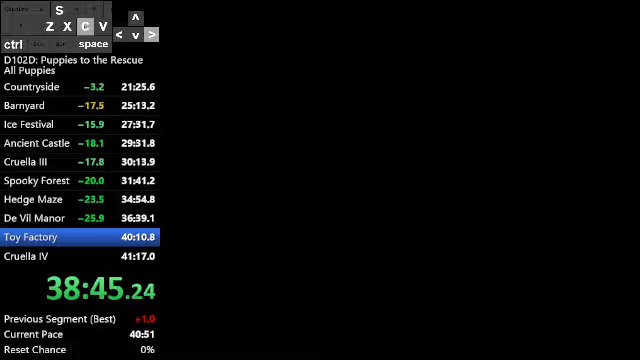 S
^
Z X C V
< v >
ctrl space
D102D: Puppies to the Rescue
All Puppies
Countryside −3.2 21:25.6
Barnyard −17.5 25:13.2
Ice Festival −15.9 27:31.7
Ancient Castle −18.1 29:31.8
Cruella III −17.8 30:13.9
Spooky Forest −20.0 31:41.2
Hedge Maze −23.5 34:54.8
De Vil Manor −25.9 36:39.1
Toy Factory 40:10.8
Cruella IV 41:17.0
38:45.24
Previous Segment (Best) +1.0
Current Pace 40:51
Reset Chance 0%